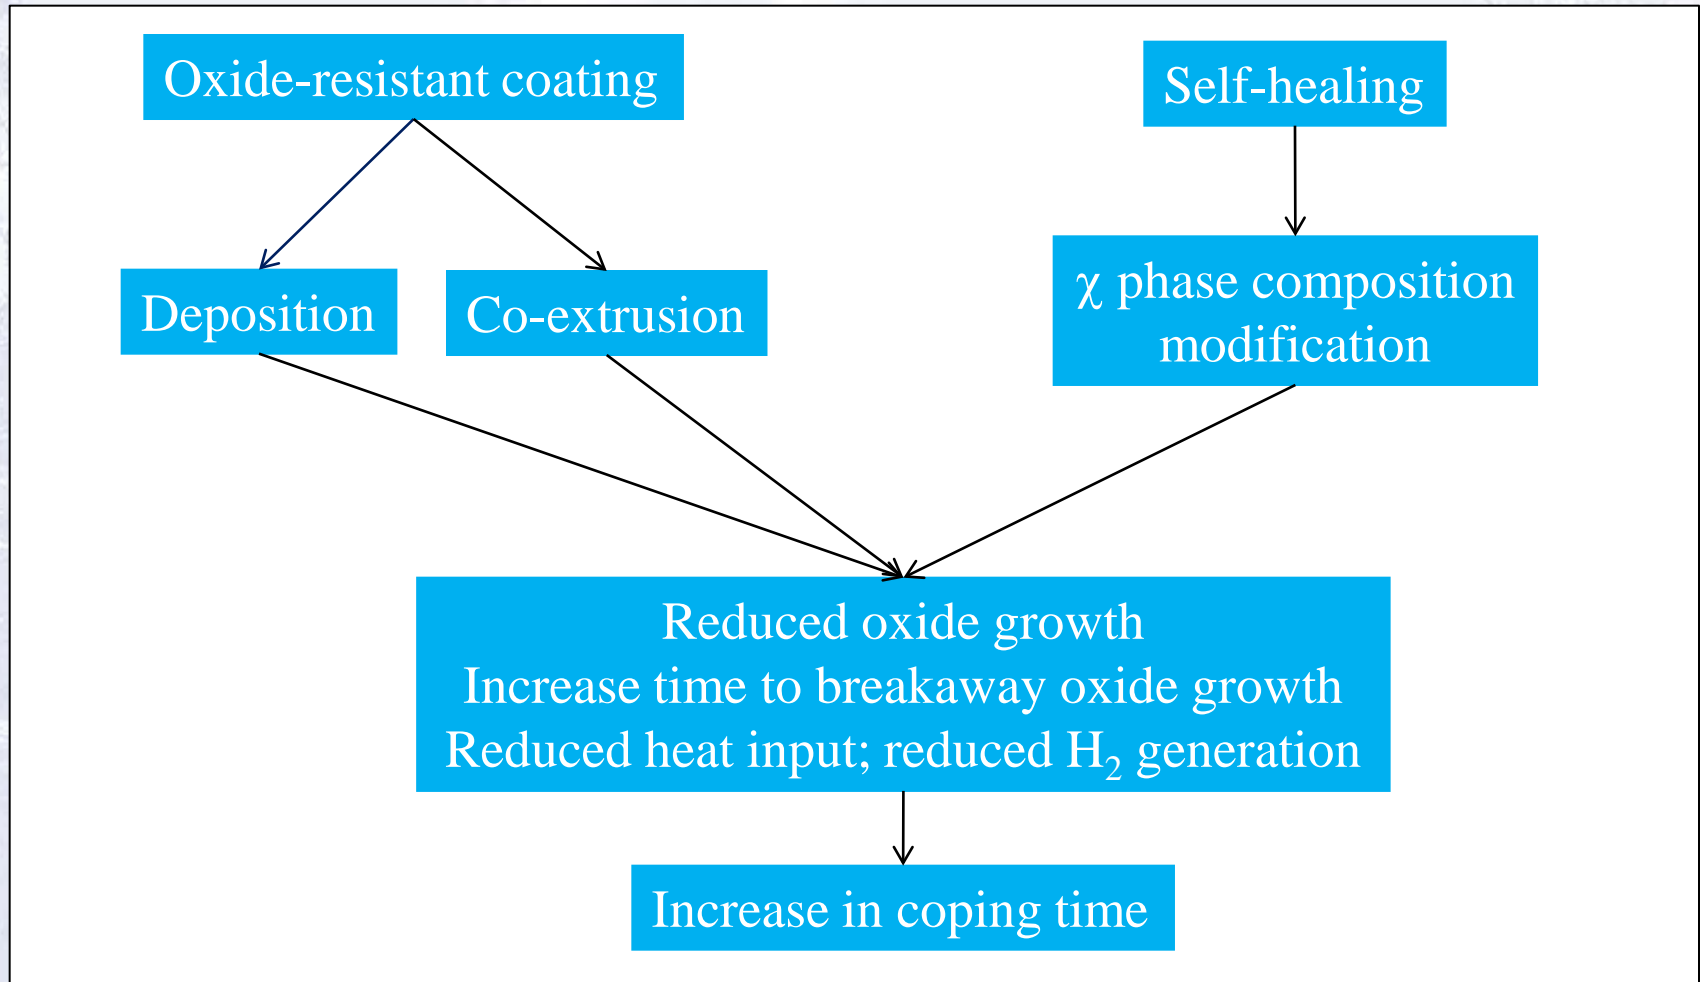 Oxide-resistant coating
Self-healing
Deposition
Co-extrusion
χ phase composition
modification
Reduced oxide growth
Increase time to breakaway oxide growth
Reduced heat input; reduced H₂ generation
Increase in coping time